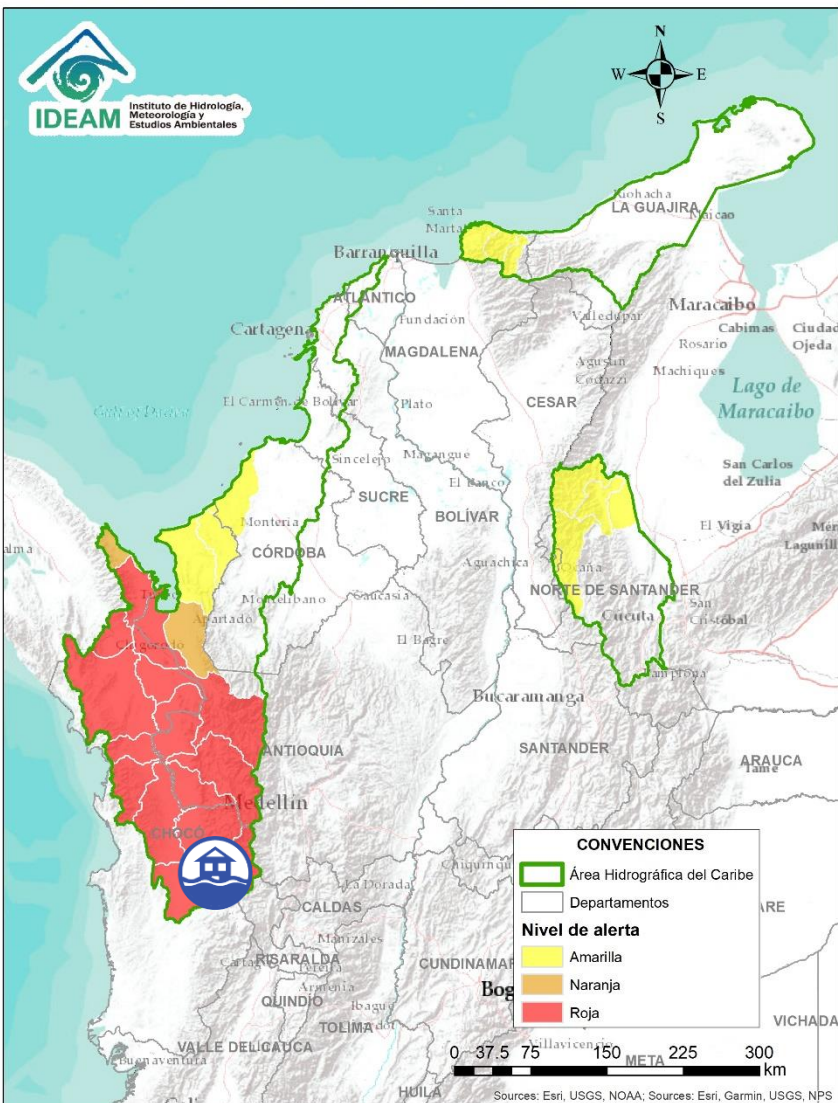 IDEAM
Instituto de Hidrología,
Meteorología y
Estudios Ambientales
N
W
E
S
Riohacha
LA GUAJIRA
Maicao
Santa
Marta
Barranquilla
ATLÁNTICO
Maracaibo
Cabimas
Ciudad
Ojeda
Rosario
Machiques
Lago de
Maracaibo
Cartagena
Fundación
Valledupar
MAGDALENA
Agustín
Codazzi
El Carmen de Bolívar
Plato
CESAR
Sincelejo
Magangué
San Carlos
del Zulia
SUCRE
El Banco
BOLÍVAR
El Vigía
Montería
CÓRDOBA
Aguachica
Ocaña
NORTE DE SANTANDER
Montelíbano
Caucasia
Apartado
Cúcuta
San
Cristóbal
Chigorodó
El Bagre
Pamplona
Bucaramanga
SANTANDER
ANTIOQUIA
ARAUCA
Tame
Medellín
CHOCÓ
La Dorada
CALDAS
Manizales
RISARALDA
Pereira
Armenia
QUINDÍO
Ibagué
TOLIMA
VALLE DEL CAUCA
Buenaventura
HUILA
Villavicencio
META
VICHADA
CONVENCIONES
Área Hidrográfica del Caribe
Departamentos
Nivel de alerta
Amarilla
Naranja
Roja
0 37.5 75 150 225 300
km
Sources: Esri, USGS, NOAA; Sources: Esri, Garmin, USGS, NPS